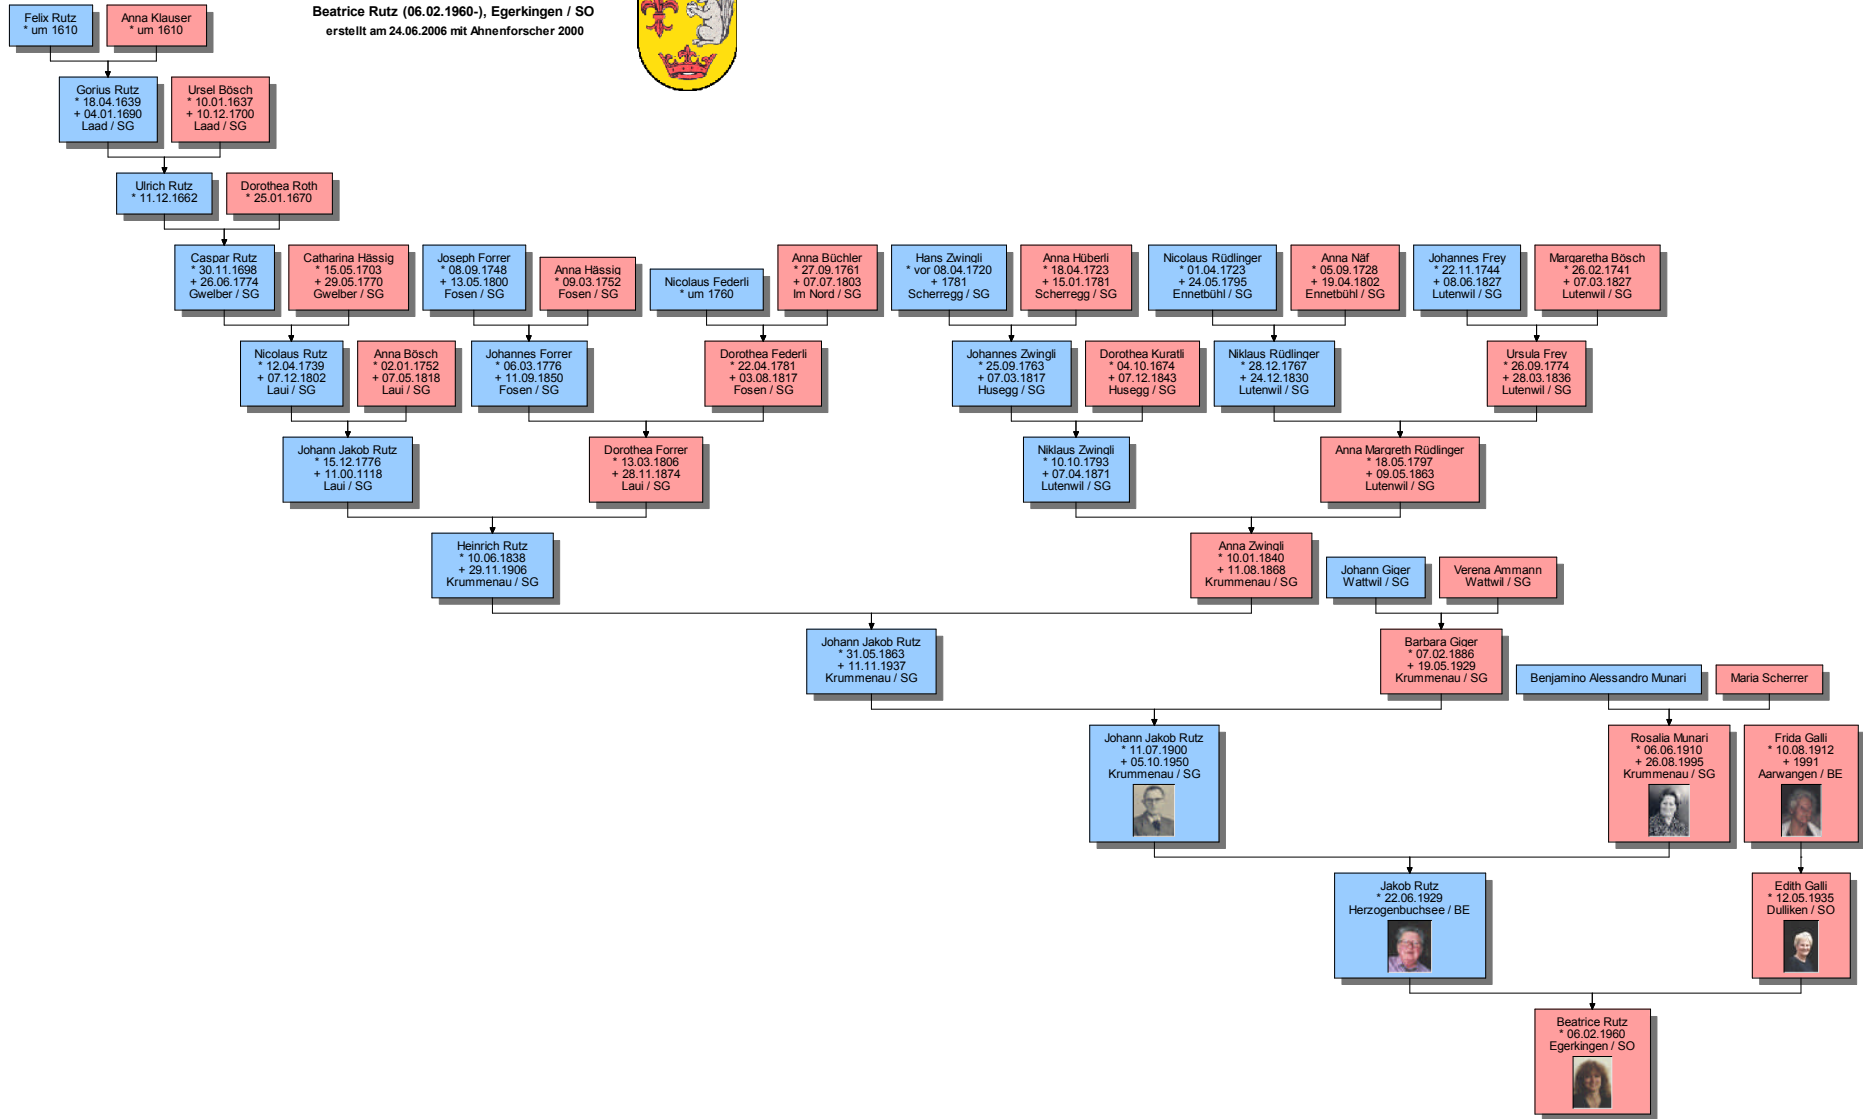 Beatrice Rutz (06.02.1960-), Egerkingen / SO
erstellt am 24.06.2006 mit Ahnenforscher 2000
Felix Rutz
* um 1610
Anna Klauser
* um 1610
Gorius Rutz
* 18.04.1639
+ 04.01.1690
Laad / SG
Ursel Bösch
* 10.01.1637
+ 10.12.1700
Laad / SG
Ulrich Rutz
* 11.12.1662
Dorothea Roth
* 25.01.1670
Caspar Rutz
* 30.11.1698
+ 26.06.1774
Gwelber / SG
Catharina Hässig
* 15.05.1703
+ 29.05.1770
Gwelber / SG
Joseph Forrer
* 08.09.1748
+ 13.05.1800
Fosen / SG
Anna Hässig
* 09.03.1752
Fosen / SG
Nicolaus Federli
* um 1760
Anna Büchler
* 27.09.1761
+ 07.07.1803
Im Nord / SG
Hans Zwingli
* vor 08.04.1720
+ 1781
Scherregg / SG
Anna Hüberli
* 18.04.1723
+ 15.01.1781
Scherregg / SG
Nicolaus Rüdlinger
* 01.04.1723
+ 24.05.1795
Ennetbühl / SG
Anna Näf
* 05.09.1728
+ 19.04.1802
Ennetbühl / SG
Johannes Frey
* 22.11.1744
+ 08.06.1827
Lutenwil / SG
Margaretha Bösch
* 26.02.1741
+ 07.03.1827
Lutenwil / SG
Nicolaus Rutz
* 12.04.1739
+ 07.12.1802
Laui / SG
Anna Bösch
* 02.01.1752
+ 07.05.1818
Laui / SG
Johannes Forrer
* 06.03.1776
+ 11.09.1850
Fosen / SG
Dorothea Federli
* 22.04.1781
+ 03.08.1817
Fosen / SG
Johannes Zwingli
* 25.09.1763
+ 07.03.1817
Husegg / SG
Dorothea Kuratli
* 04.10.1674
+ 07.12.1843
Husegg / SG
Niklaus Rüdlinger
* 28.12.1767
+ 24.12.1830
Lutenwil / SG
Ursula Frey
* 26.09.1774
+ 28.03.1836
Lutenwil / SG
Johann Jakob Rutz
* 15.12.1776
+ 11.00.1118
Laui / SG
Dorothea Forrer
* 13.03.1806
+ 28.11.1874
Laui / SG
Niklaus Zwingli
* 10.10.1793
+ 07.04.1871
Lutenwil / SG
Anna Margreth Rüdlinger
* 18.05.1797
+ 09.05.1863
Lutenwil / SG
Heinrich Rutz
* 10.06.1838
+ 29.11.1906
Krummenau / SG
Anna Zwingli
* 10.01.1840
+ 11.08.1868
Krummenau / SG
Johann Giger
Wattwil / SG
Verena Ammann
Wattwil / SG
Johann Jakob Rutz
* 31.05.1863
+ 11.11.1937
Krummenau / SG
Barbara Giger
* 07.02.1886
+ 19.05.1929
Krummenau / SG
Benjamino Alessandro Munari
Maria Scherrer
Johann Jakob Rutz
* 11.07.1900
+ 05.10.1950
Krummenau / SG
Rosalia Munari
* 06.06.1910
+ 26.08.1995
Krummenau / SG
Frida Galli
* 10.08.1912
+ 1991
Aarwangen / BE
Jakob Rutz
* 22.06.1929
Herzogenbuchsee / BE
Edith Galli
* 12.05.1935
Dulliken / SO
Beatrice Rutz
* 06.02.1960
Egerkingen / SO